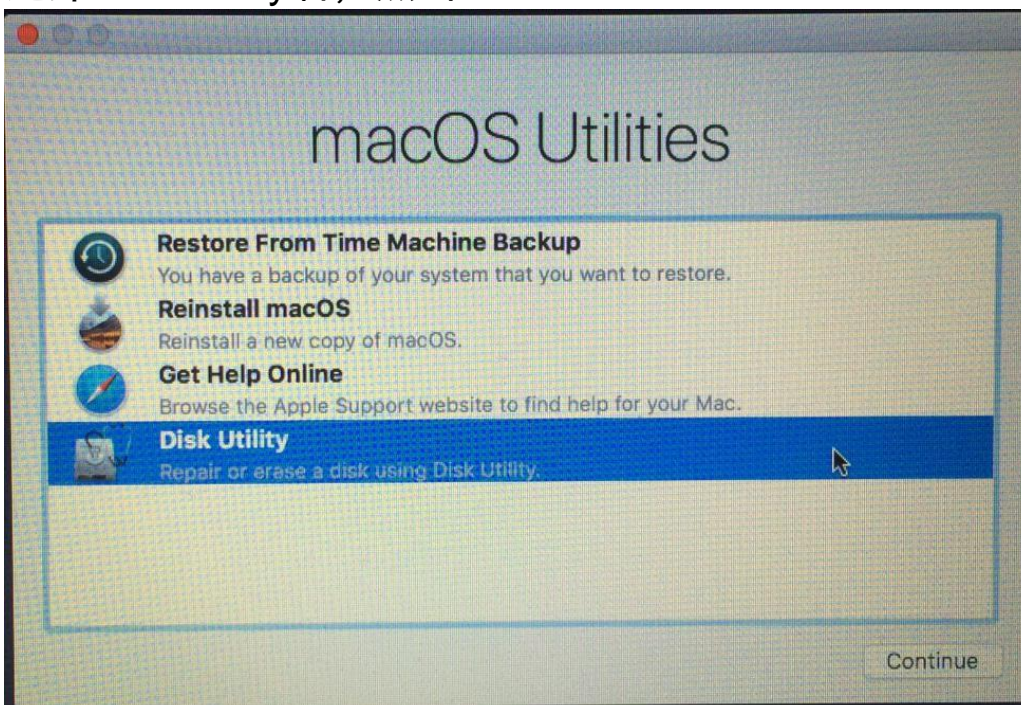 macOS Utilities
Restore From Time Machine Backup
You have a backup of your system that you want to restore.
Reinstall macOS
Reinstall a new copy of macOS.
Get Help Online
Browse the Apple Support website to find help for your Mac.
Disk Utility
Repair or erase a disk using Disk Utility.
Continue